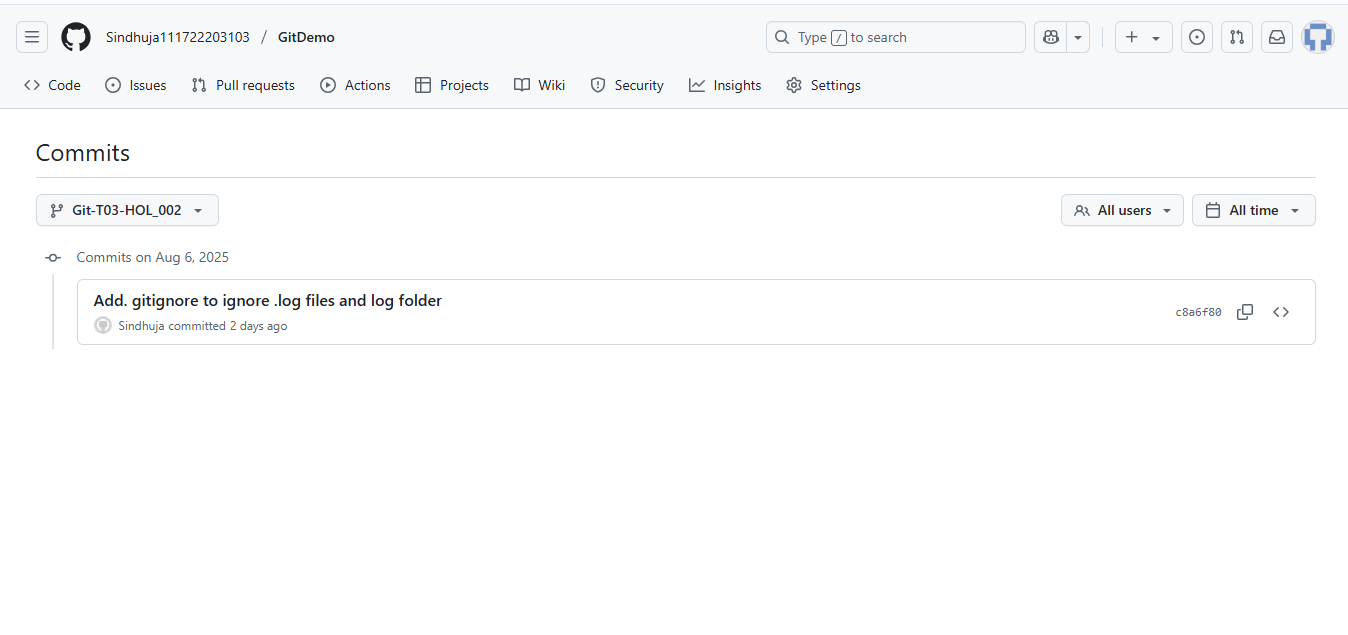 Sindhuja111722203103 / GitDemo
Type / to search
Code Issues Pull requests Actions Projects Wiki Security Insights Settings
Commits
Git-T03-HOL_002
All users All time
Commits on Aug 6, 2025
Add. gitignore to ignore .log files and log folder
c8a6f80
Sindhuja committed 2 days ago